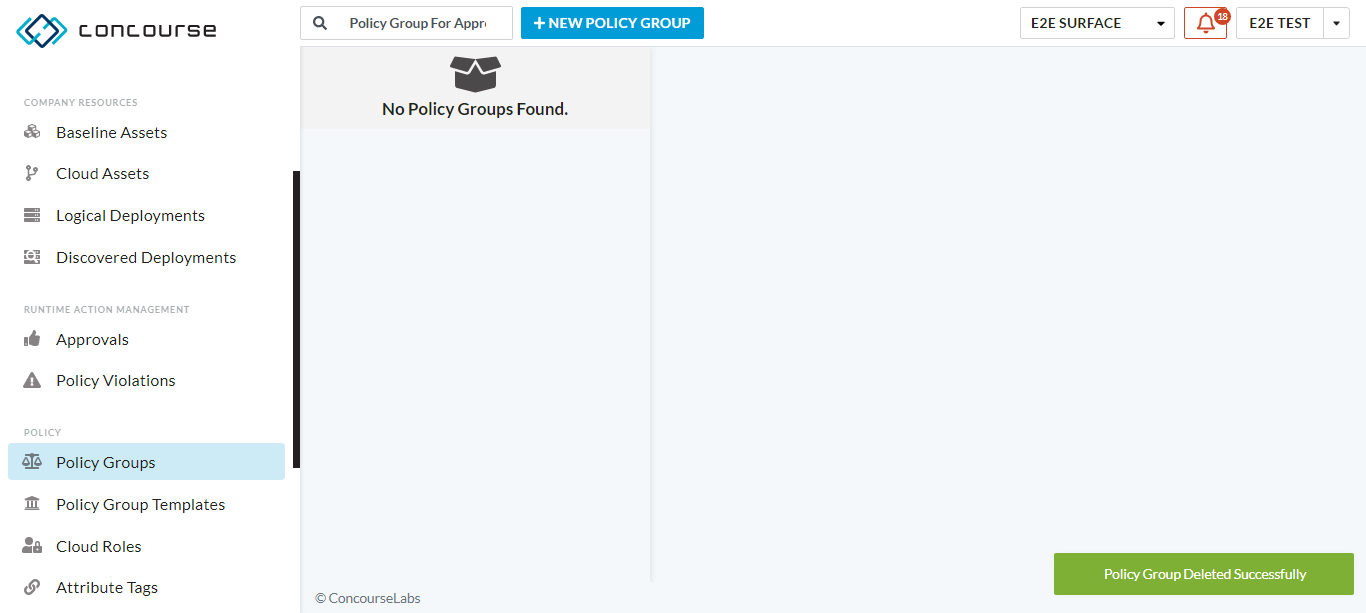 concourse
Policy Group For Appr
+ NEW POLICY GROUP
E2E SURFACE
18
E2E TEST
No Policy Groups Found.
COMPANY RESOURCES
Baseline Assets
Cloud Assets
Logical Deployments
Discovered Deployments
RUNTIME ACTION MANAGEMENT
Approvals
Policy Violations
POLICY
Policy Groups
Policy Group Templates
Cloud Roles
Attribute Tags
Policy Group Deleted Successfully
© ConcourseLabs